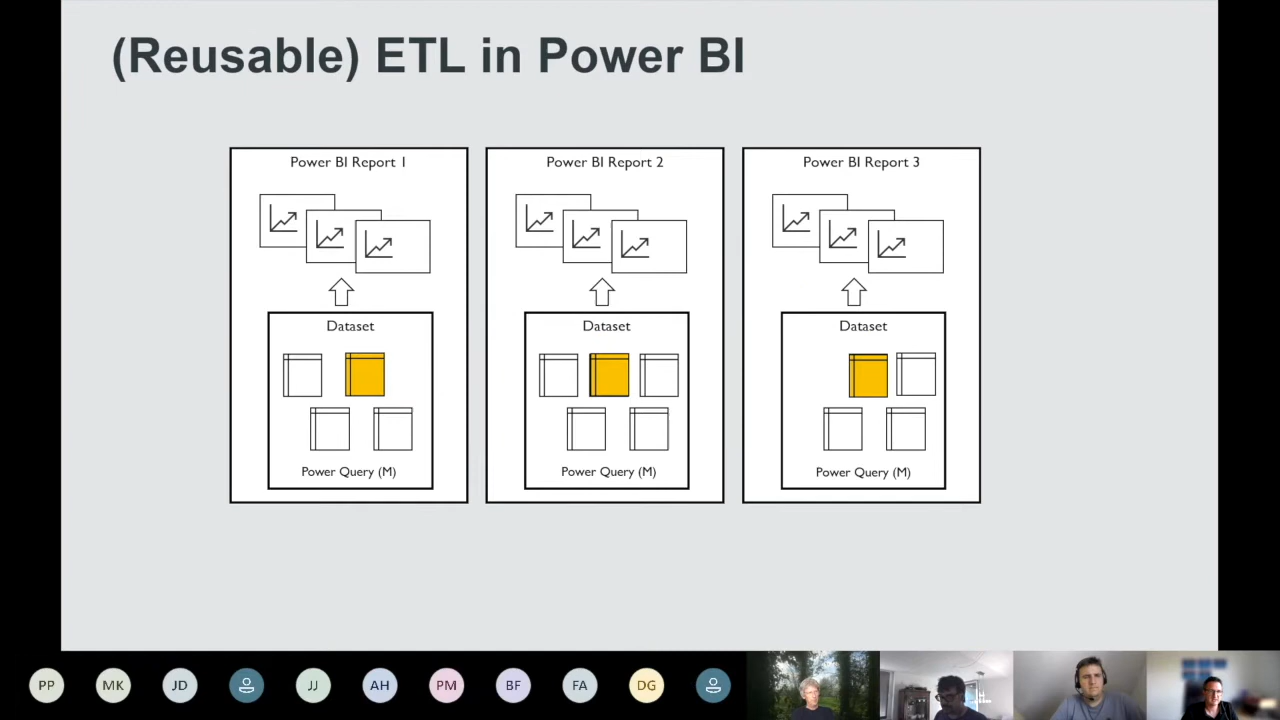 (Reusable) ETL in Power BI
Power BI Report 1
Power BI Report 2
Power BI Report 3
Dataset
Dataset
Dataset
Power Query (M)
Power Query (M)
Power Query (M)
PP
MK
JD
JJ
AH
PM
BF
FA
DG